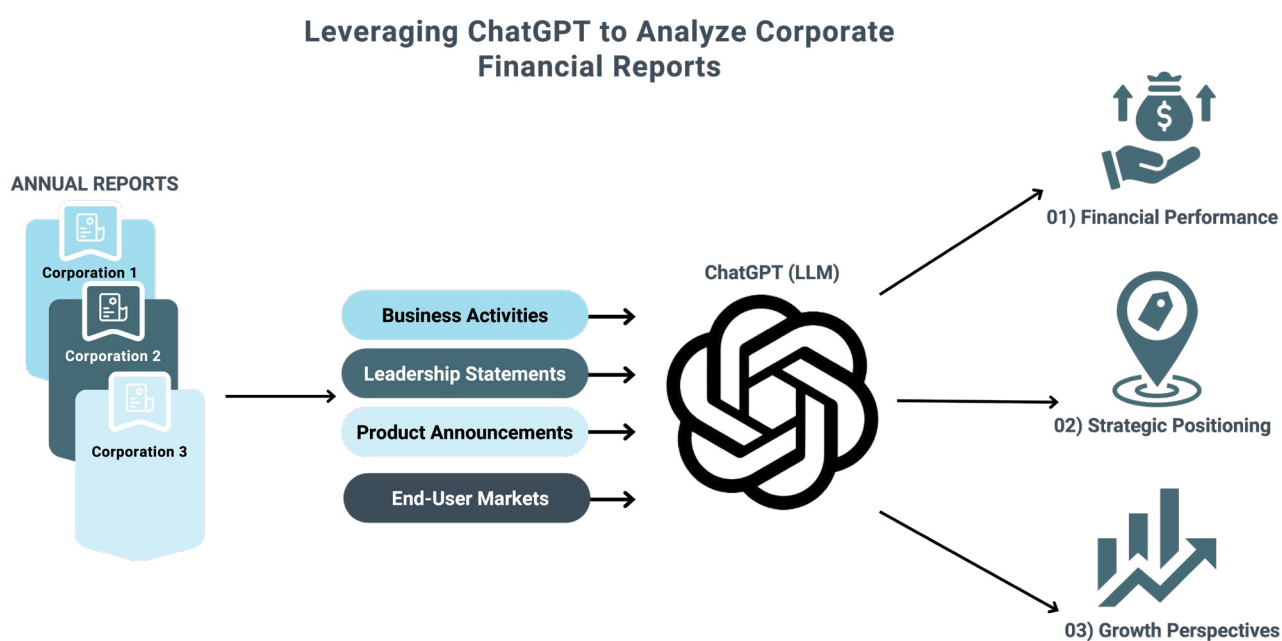 Leveraging ChatGPT to Analyze Corporate
Financial Reports
ANNUAL REPORTS
Corporation 1
Corporation 2
Corporation 3
Business Activities
Leadership Statements
Product Announcements
End-User Markets
ChatGPT (LLM)
$
01) Financial Performance
02) Strategic Positioning
03) Growth Perspectives